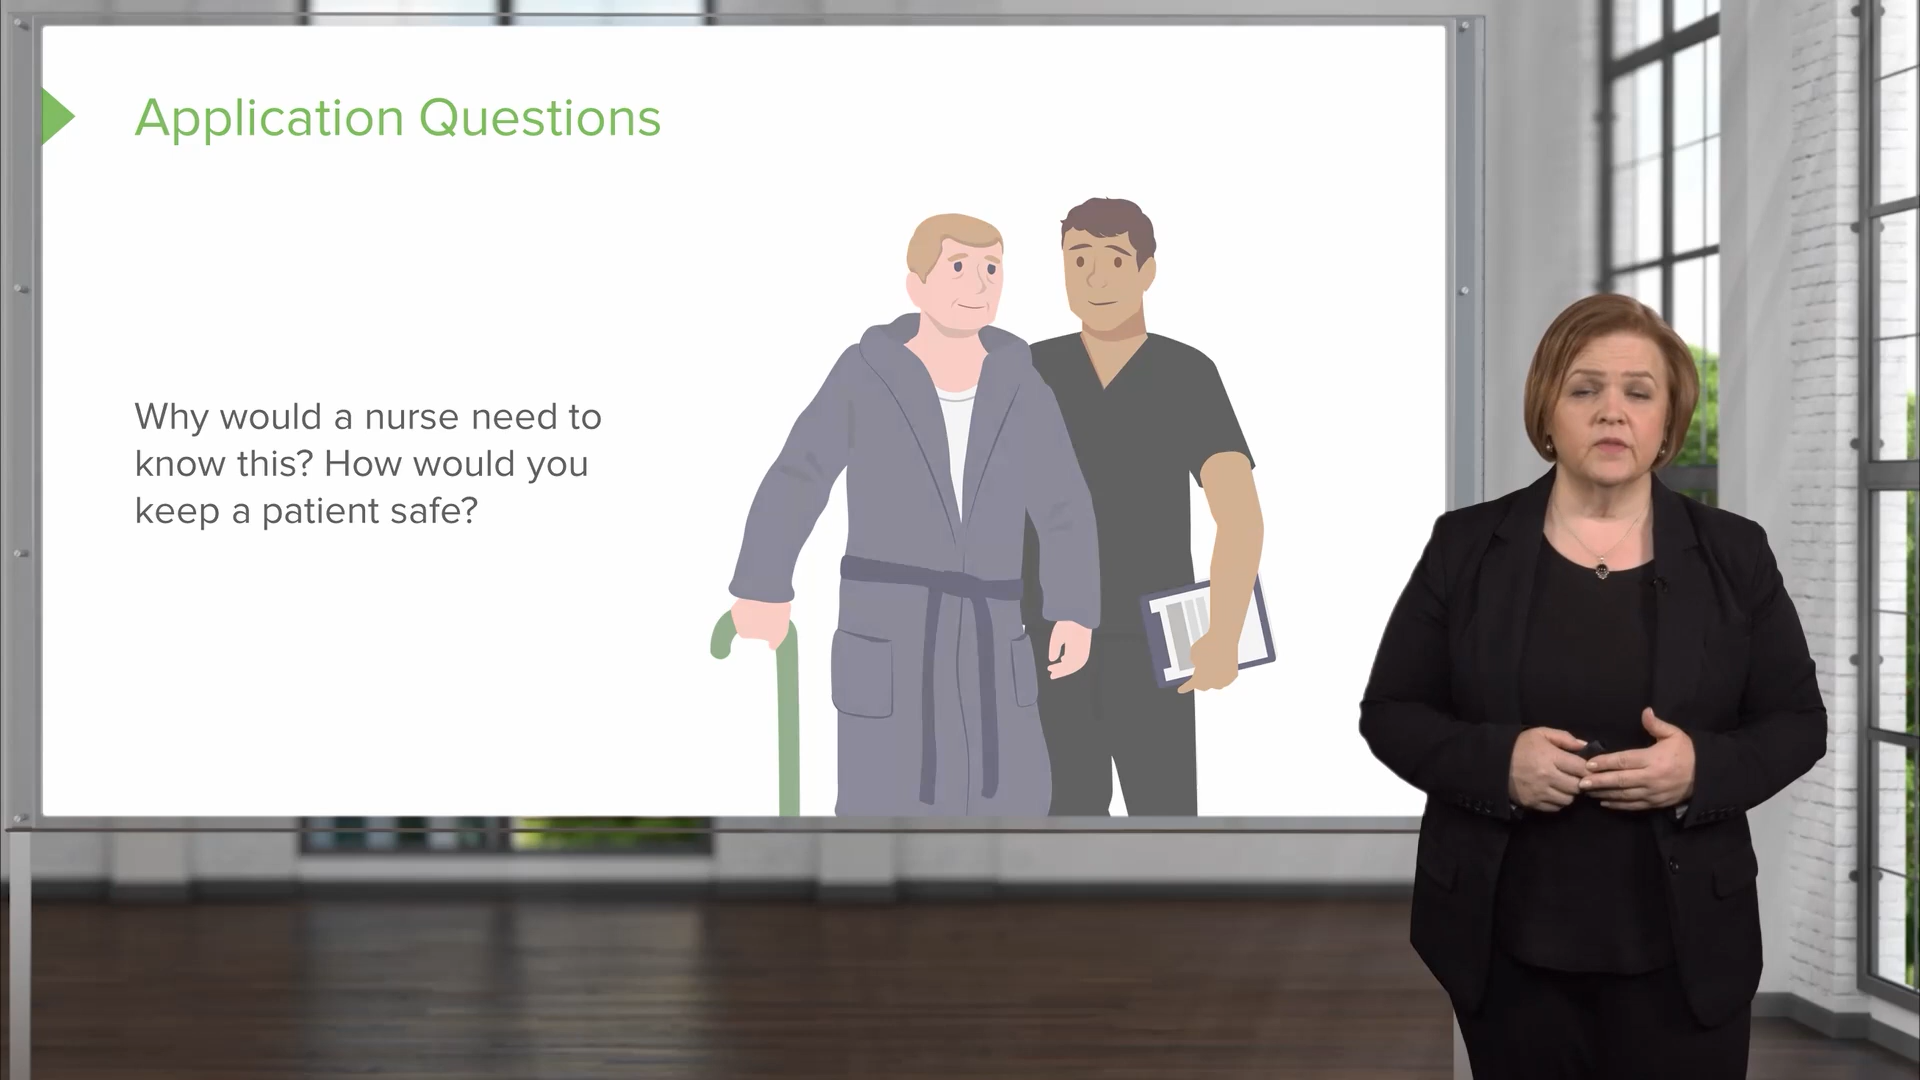 Application Questions
Why would a nurse need to
know this? How would you
keep a patient safe?